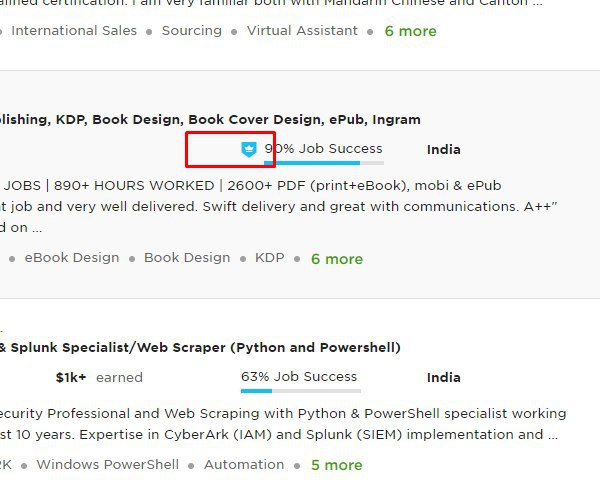 alified certification. I am very familiar both with Mandarin Chinese and Canton ...
International Sales Sourcing Virtual Assistant 6 more
lishing, KDP, Book Design, Book Cover Design, ePub, Ingram
90% Job Success India
JOBS | 890+ HOURS WORKED | 2600+ PDF (print+eBook), mobi & ePub
t job and very well delivered. Swift delivery and great with communications. A++"
d on ...
eBook Design Book Design KDP 6 more
& Splunk Specialist/Web Scraper (Python and Powershell)
$1k+ earned 63% Job Success India
ecurity Professional and Web Scraping with Python & PowerShell specialist working
st 10 years. Expertise in CyberArk (IAM) and Splunk (SIEM) implementation and ...
K Windows PowerShell Automation 5 more